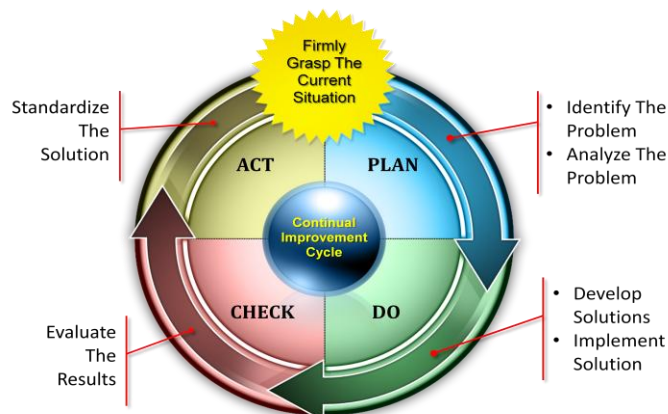 Firmly
Grasp The
Current
Situation
Standardize
The
Solution
• Identify The
Problem
• Analyze The
Problem
ACT
PLAN
Continual
Improvement
Cycle
CHECK
DO
Evaluate
The
Results
• Develop
Solutions
• Implement
Solution